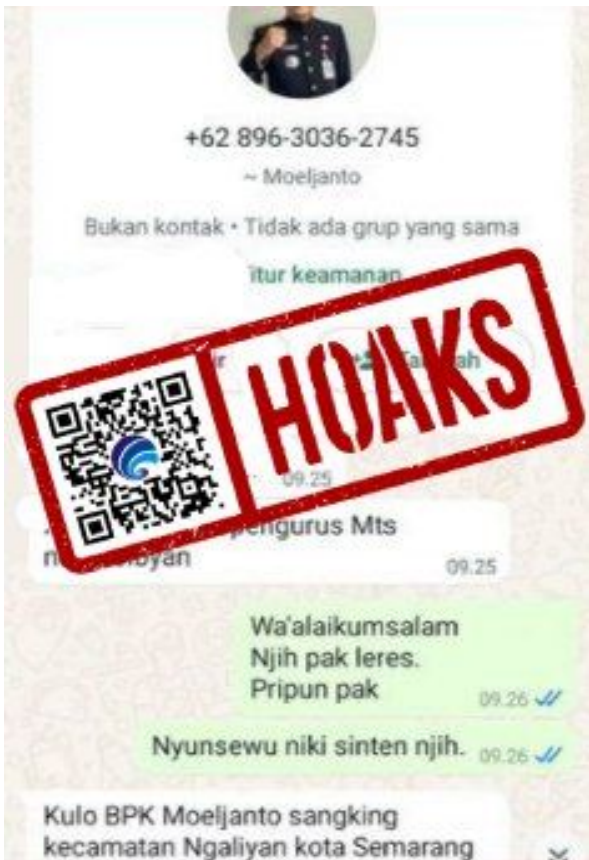 +62 896-3036-2745
~ Moeljanto
Bukan kontak • Tidak ada grup yang sama
itur keamanan
HOAKS
09.25
pengurus Mts
09.25
Wa'alaikumsalam
Njih pak leres.
Pripun pak
09.26
Nyunsewu niki sinten njih.
09.26
Kulo BPK Moeljanto sangking
kecamatan Ngaliyan kota Semarang